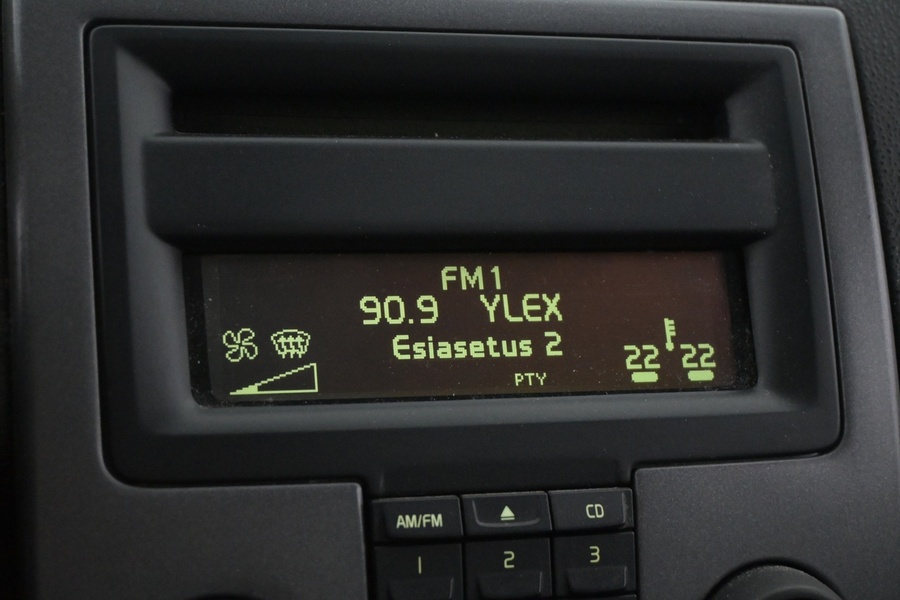 FM1
90.9 YLEX
Esiasetus 2
22 22
PTY
AM/FM CD
1 2 3